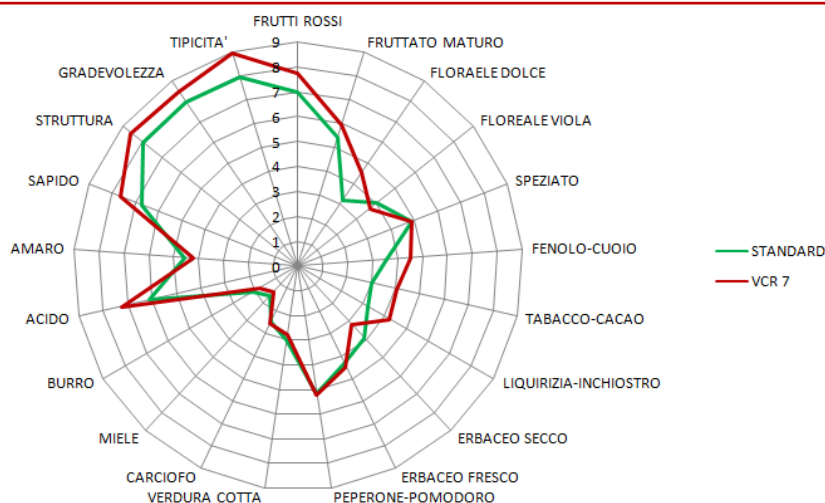 FRUTTI ROSSI
FRUTTATO MATURO
FLORAELE DOLCE
FLOREALE VIOLA
SPEZIATO
FENOLO-CUOIO
TABACCO-CACAO
LIQUIRIZIA-INCHIOSTRO
ERBACEO SECCO
ERBACEO FRESCO
PEPERONE-POMODORO
VERDURA COTTA
CARCIOFO
MIELE
BURRO
ACIDO
AMARO
SAPIDO
STRUTTURA
GRADEVOLEZZA
TIPICITA'
9
8
7
6
5
4
3
2
1
0
STANDARD
VCR 7